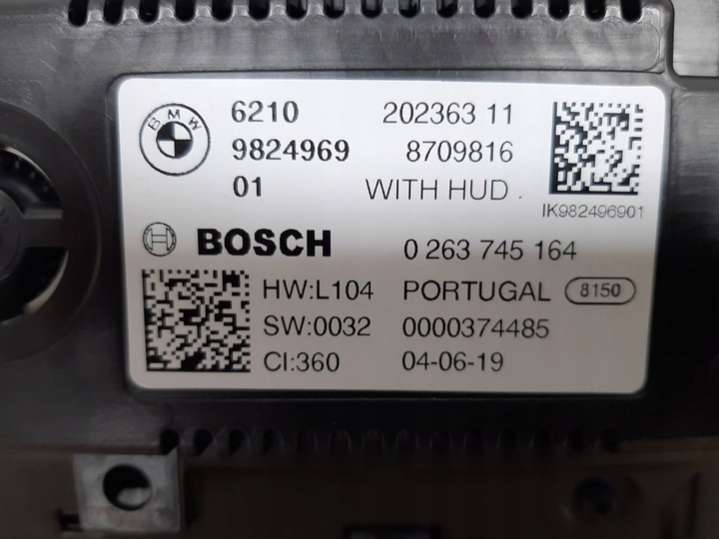 BMW
6210 202363 11
9824969 8709816
01 WITH HUD .
IK982496901
BOSCH 0 263 745 164
HW:L104 PORTUGAL 8150
SW:0032 0000374485
CI:360 04-06-19